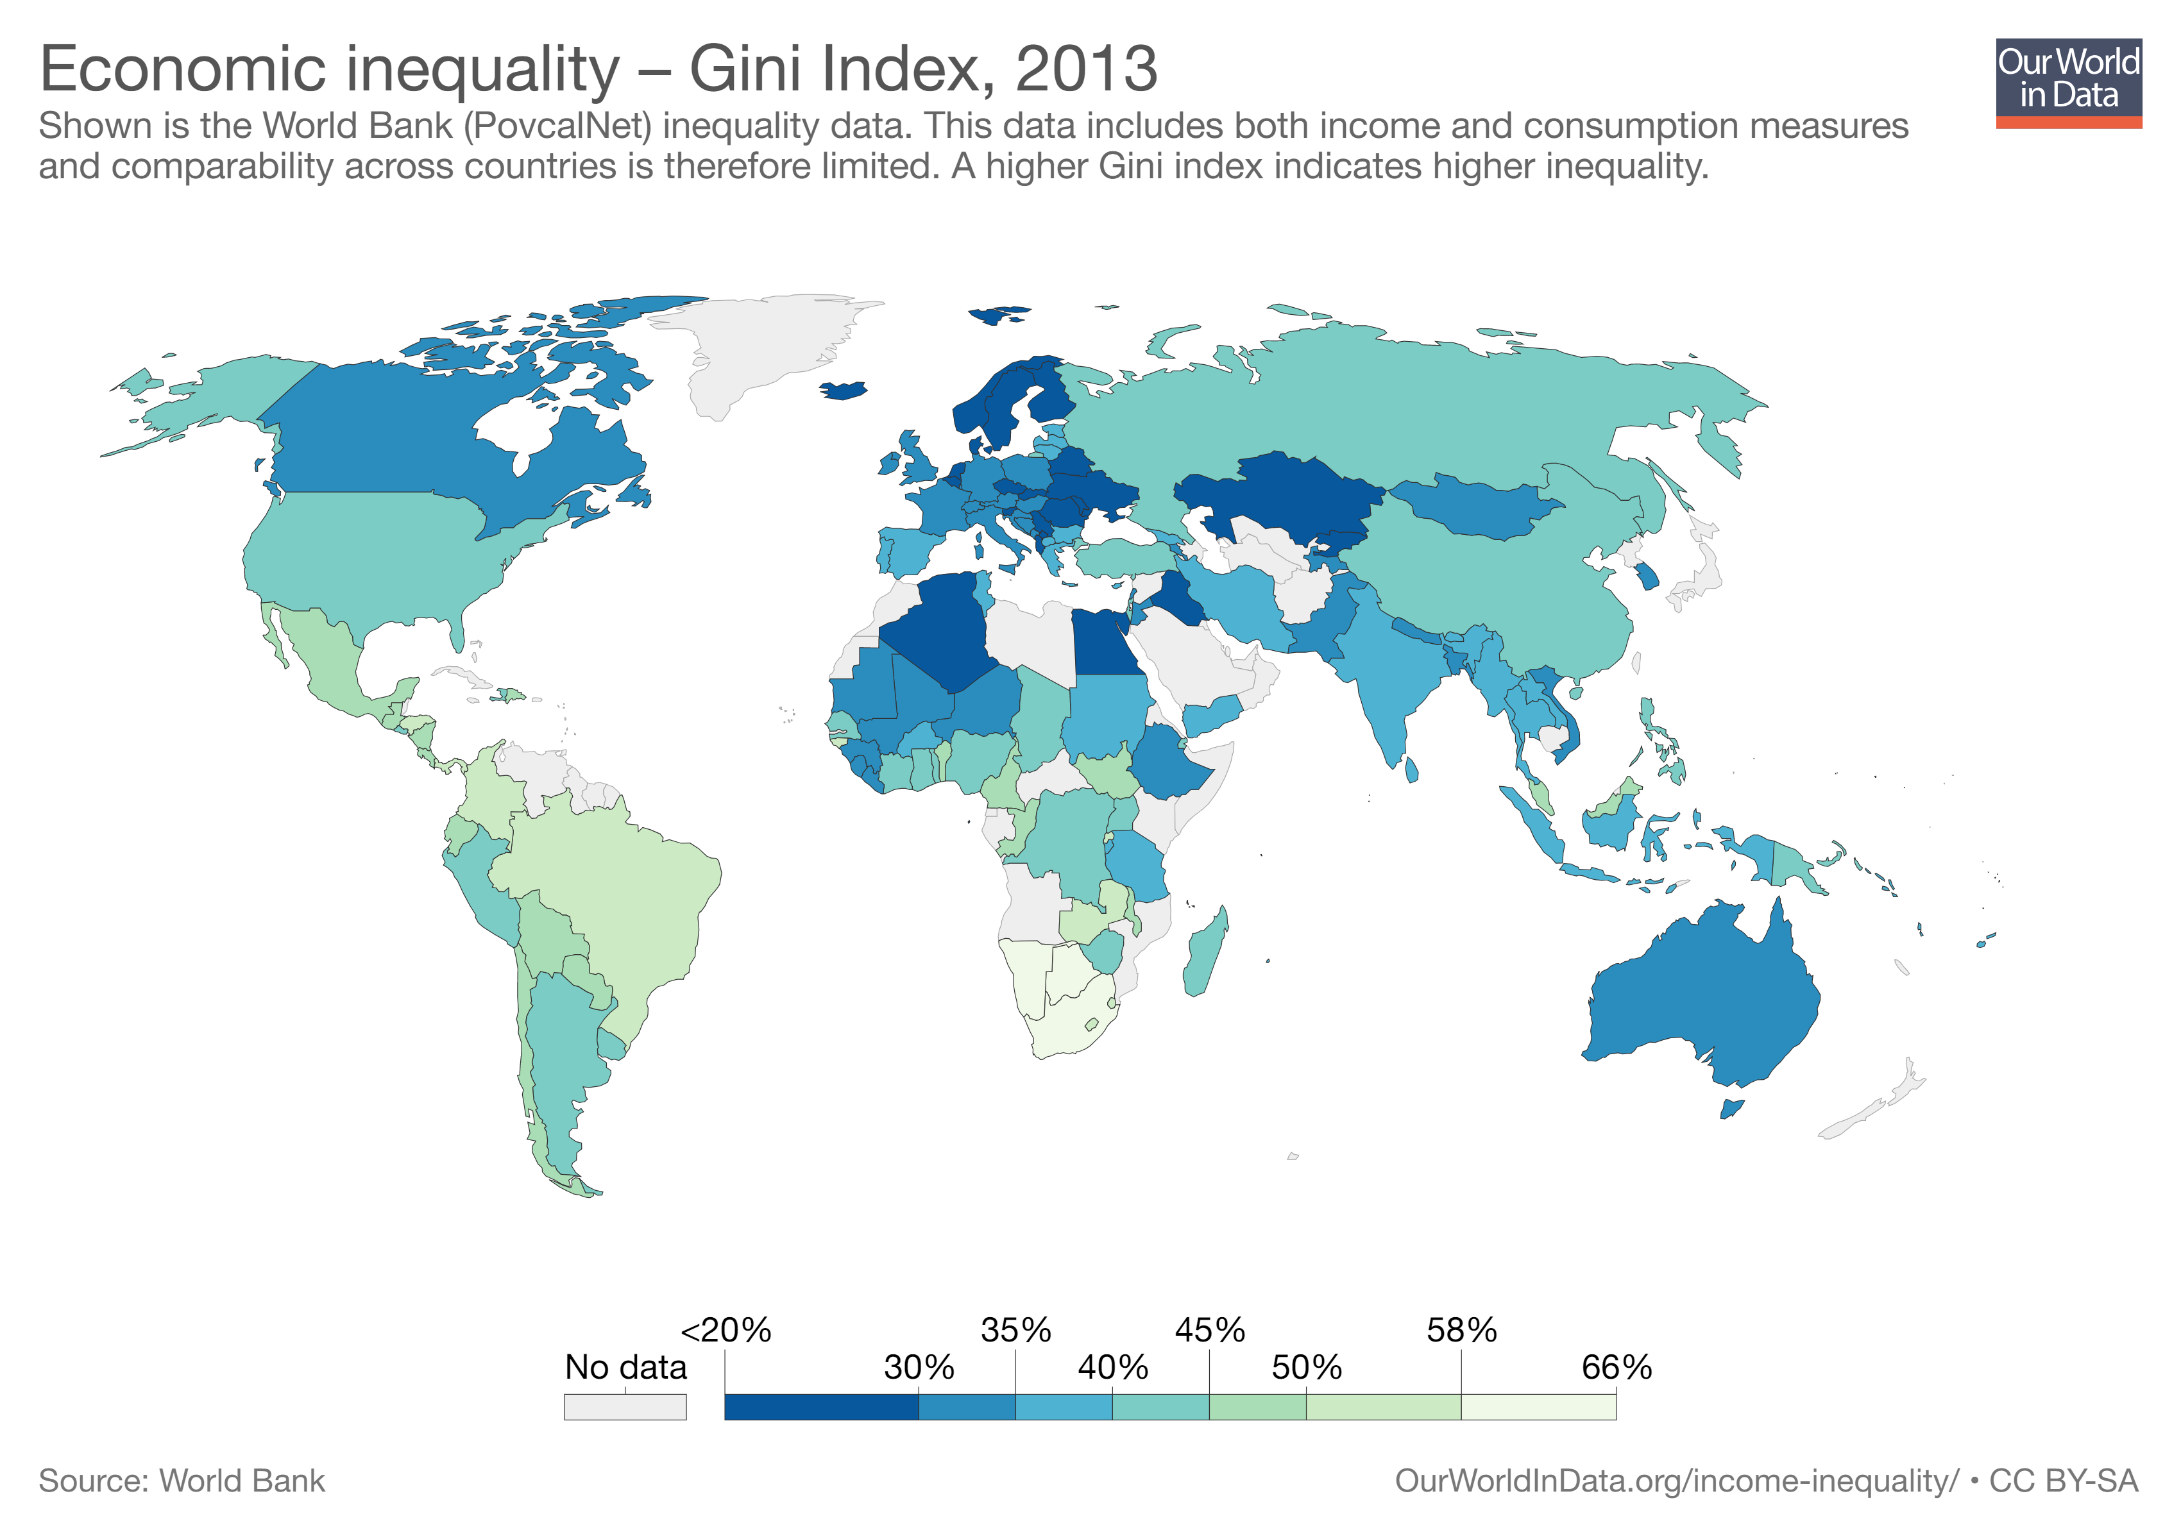 Economic inequality – Gini Index, 2013
Our World
in Data
Shown is the World Bank (PovcalNet) inequality data. This data includes both income and consumption measures
and comparability across countries is therefore limited. A higher Gini index indicates higher inequality.
<20% 35% 45% 58%
No data 30% 40% 50% 66%
Source: World Bank
OurWorldInData.org/income-inequality/ • CC BY-SA